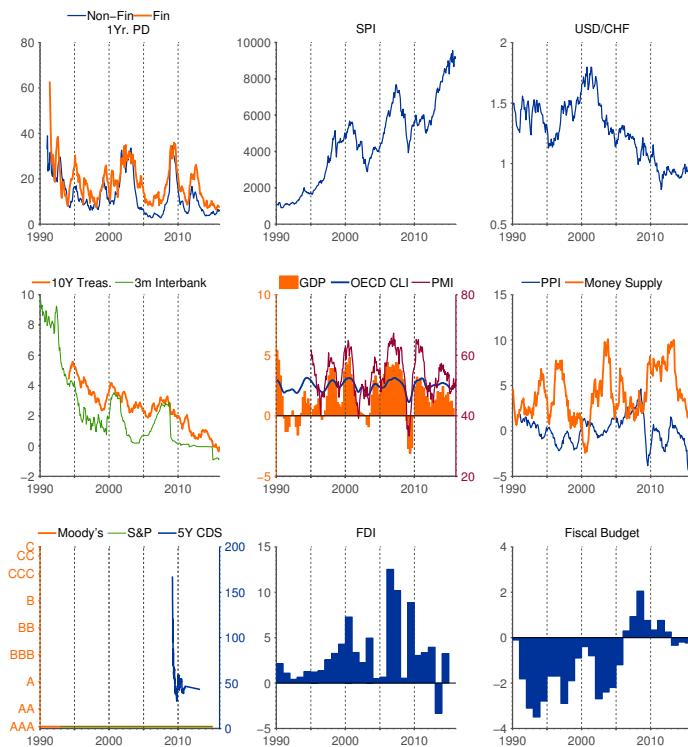 Non−Fin Fin
1Yr. PD
SPI
USD/CHF
80
60
40
20
0
1990 2000 2010
10000
8000
6000
4000
2000
0
1990 2000 2010
2
1.5
1
0.5
1990 2000 2010
10Y Treas. 3m Interbank
GDP OECD CLI PMI
PPI Money Supply
10
8
6
4
2
0
−2
1990 2000 2010
10
5
0
−5
80
60
40
20
1990 2000 2010
15
10
5
0
−5
1990 2000 2010
Moody's S&P 5Y CDS
FDI
Fiscal Budget
C
CC
CCC
B
BB
BBB
A
AA
AAA
200
150
100
50
0
1990 2000 2010
15
10
5
0
−5
1990 2000 2010
4
2
0
−2
−4
1990 2000 2010